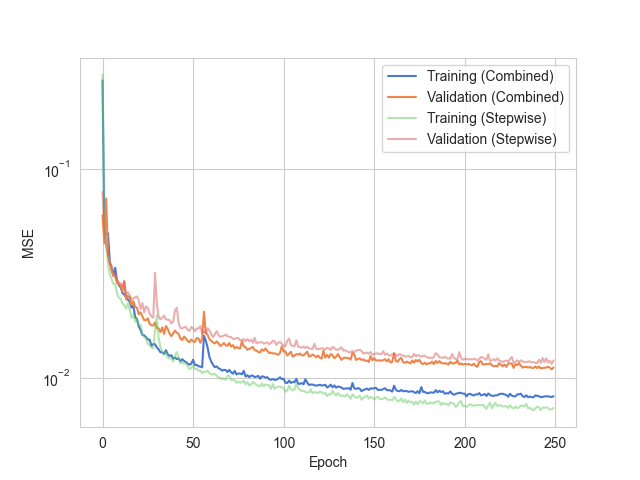 Training (Combined)
Validation (Combined)
Training (Stepwise)
Validation (Stepwise)
10⁻¹
10⁻²
MSE
0 50 100 150 200 250
Epoch